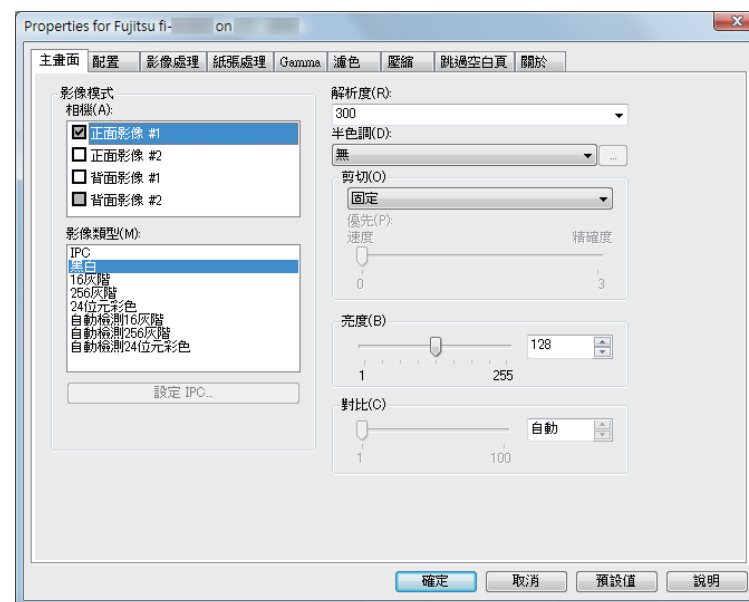 Properties for Fujitsu fi- on
主畫面 配置 影像處理 紙張處理 Gamma 濾色 壓縮 跳過空白頁 關於
影像模式
相機(A):
正面影像 #1
正面影像 #2
背面影像 #1
背面影像 #2
影像類型(M):
IPC
黑白
16灰階
256灰階
24位元彩色
自動檢測16灰階
自動檢測256灰階
自動檢測24位元彩色
設定 IPC...
解析度(R):
300
半色調(D):
無
...
剪切(O)
固定
優先(P):
速度 精確度
0 3
亮度(B)
128
1 255
對比(C)
自動
1 100
確定 取消 預設值 說明